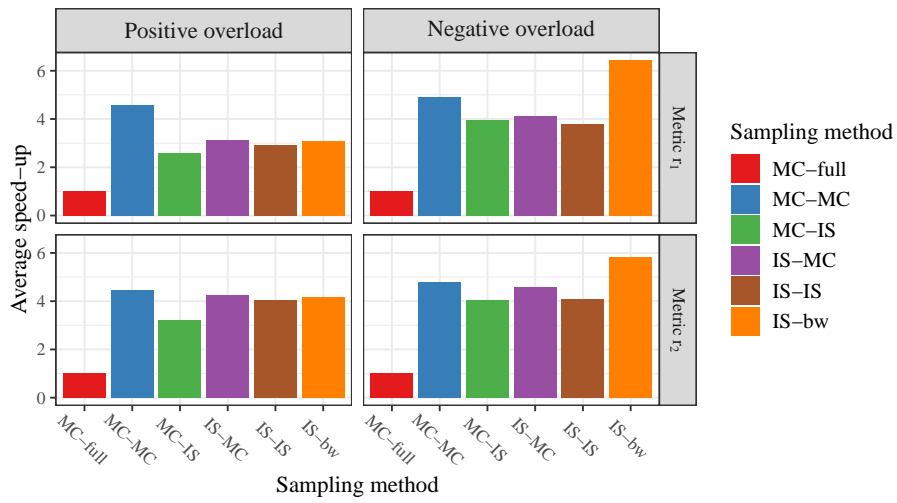 Positive overload
Negative overload
Average speed−up
6
4
2
0
Metric r1
6
4
2
0
Metric r2
MC−full
MC−MC
MC−IS
IS−MC
IS−IS
IS−bw
MC−full
MC−MC
MC−IS
IS−MC
IS−IS
IS−bw
Sampling method
Sampling method
MC−full
MC−MC
MC−IS
IS−MC
IS−IS
IS−bw